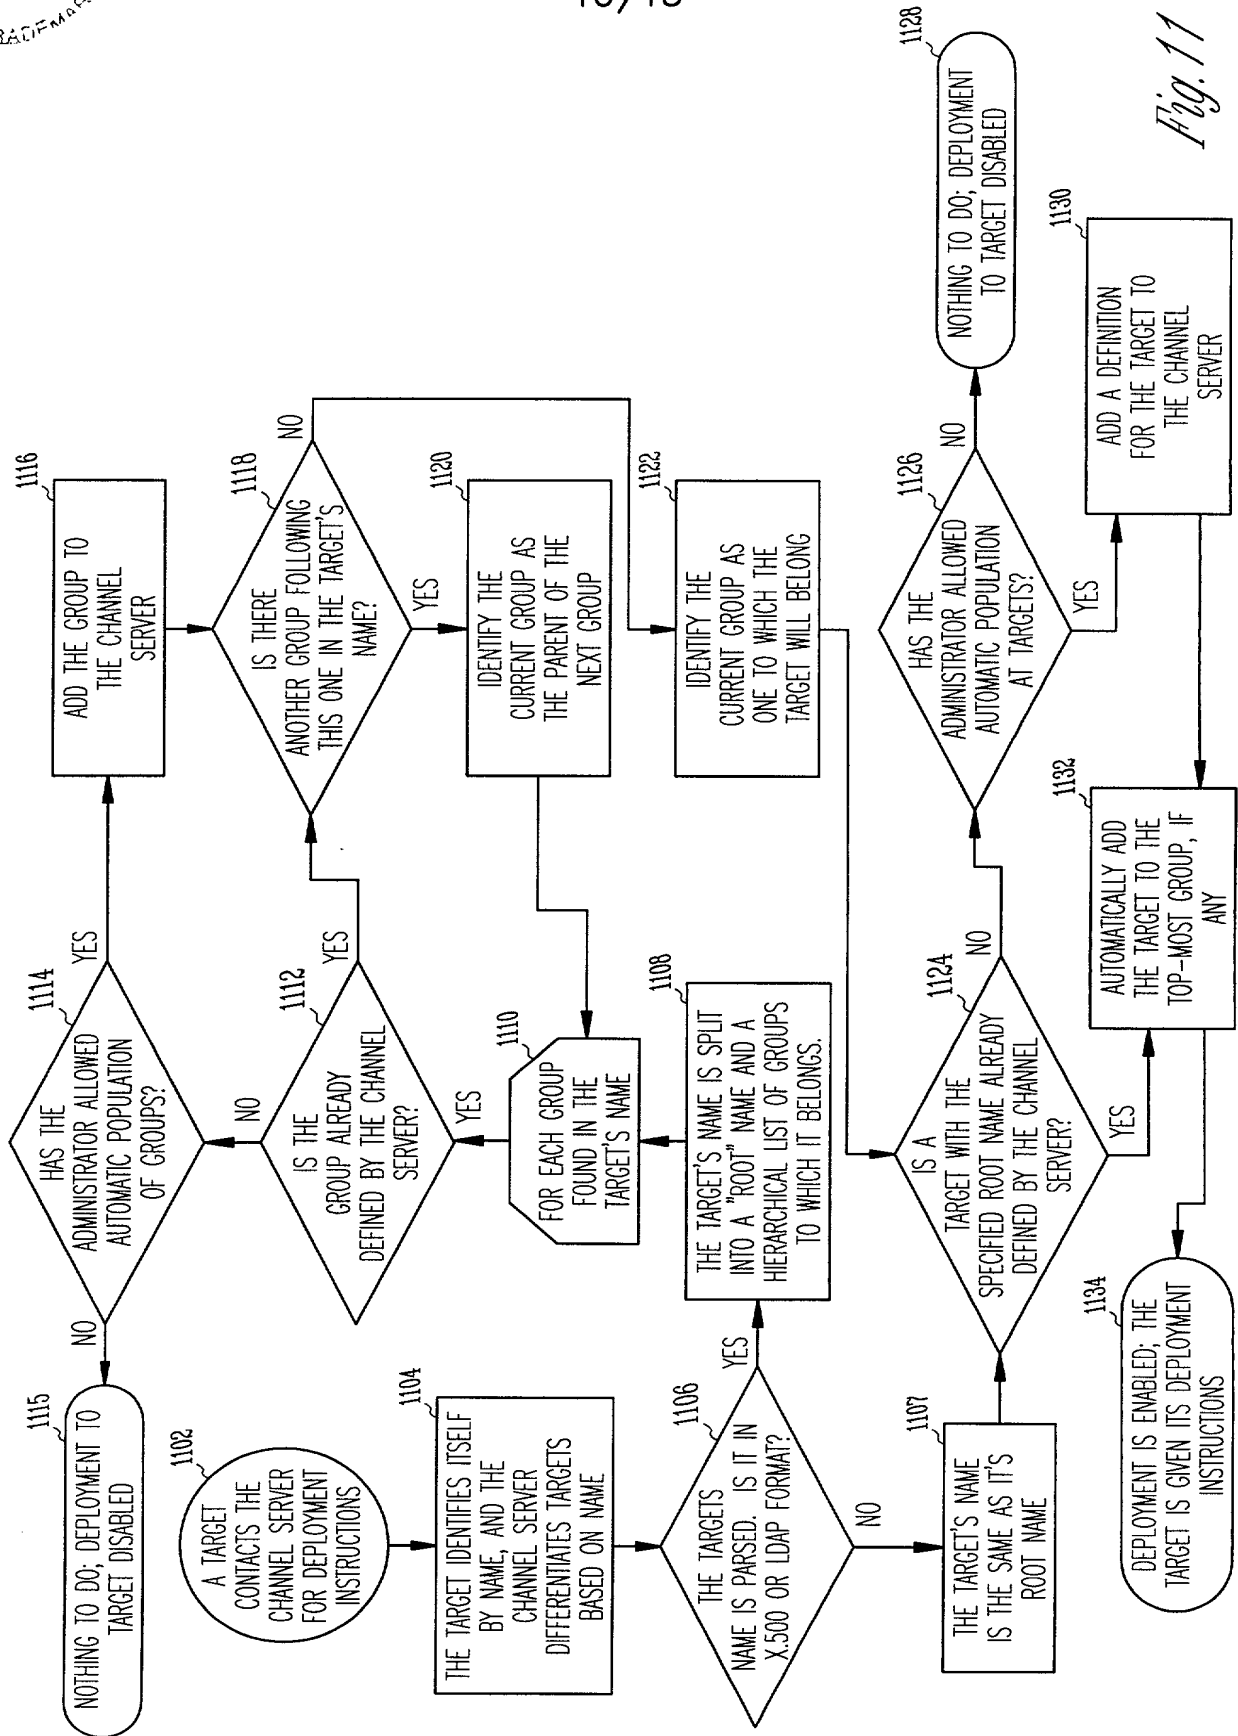 1115
NOTHING TO DO; DEPLOYMENT TO
TARGET DISABLED
NO
1114
HAS THE
ADMINISTRATOR ALLOWED
AUTOMATIC POPULATION
OF GROUPS?
YES
1116
ADD THE GROUP TO
THE CHANNEL
SERVER
1102
A TARGET
CONTACTS THE
CHANNEL SERVER
FOR DEPLOYMENT
INSTRUCTIONS
NO
1112
IS THE
GROUP ALREADY
DEFINED BY THE CHANNEL
SERVER?
YES
1118
IS THERE
ANOTHER GROUP FOLLOWING
THIS ONE IN THE TARGET'S
NAME?
NO
1104
THE TARGET IDENTIFIES ITSELF
BY NAME, AND THE
CHANNEL SERVER
DIFFERENTIATES TARGETS
BASED ON NAME
YES
1110
FOR EACH GROUP
FOUND IN THE
TARGET'S NAME
YES
1120
IDENTIFY THE
CURRENT GROUP AS
THE PARENT OF THE
NEXT GROUP
1106
THE TARGETS
NAME IS PARSED. IS IT IN
X.500 OR LDAP FORMAT?
YES
1108
THE TARGET'S NAME IS SPLIT
INTO A "ROOT" NAME AND A
HIERARCHICAL LIST OF GROUPS
TO WHICH IT BELONGS.
1122
IDENTIFY THE
CURRENT GROUP AS
ONE TO WHICH THE
TARGET WILL BELONG
NO
1107
THE TARGET'S NAME
IS THE SAME AS IT'S
ROOT NAME
1124
IS A
TARGET WITH THE
SPECIFIED ROOT NAME ALREADY
DEFINED BY THE CHANNEL
SERVER?
NO
1126
HAS THE
ADMINISTRATOR ALLOWED
AUTOMATIC POPULATION
AT TARGETS?
NO
1128
NOTHING TO DO; DEPLOYMENT
TO TARGET DISABLED
YES
YES
1134
DEPLOYMENT IS ENABLED; THE
TARGET IS GIVEN ITS DEPLOYMENT
INSTRUCTIONS
1132
AUTOMATICALLY ADD
THE TARGET TO THE
TOP-MOST GROUP, IF
ANY
1130
ADD A DEFINITION
FOR THE TARGET TO
THE CHANNEL
SERVER
Fig. 11